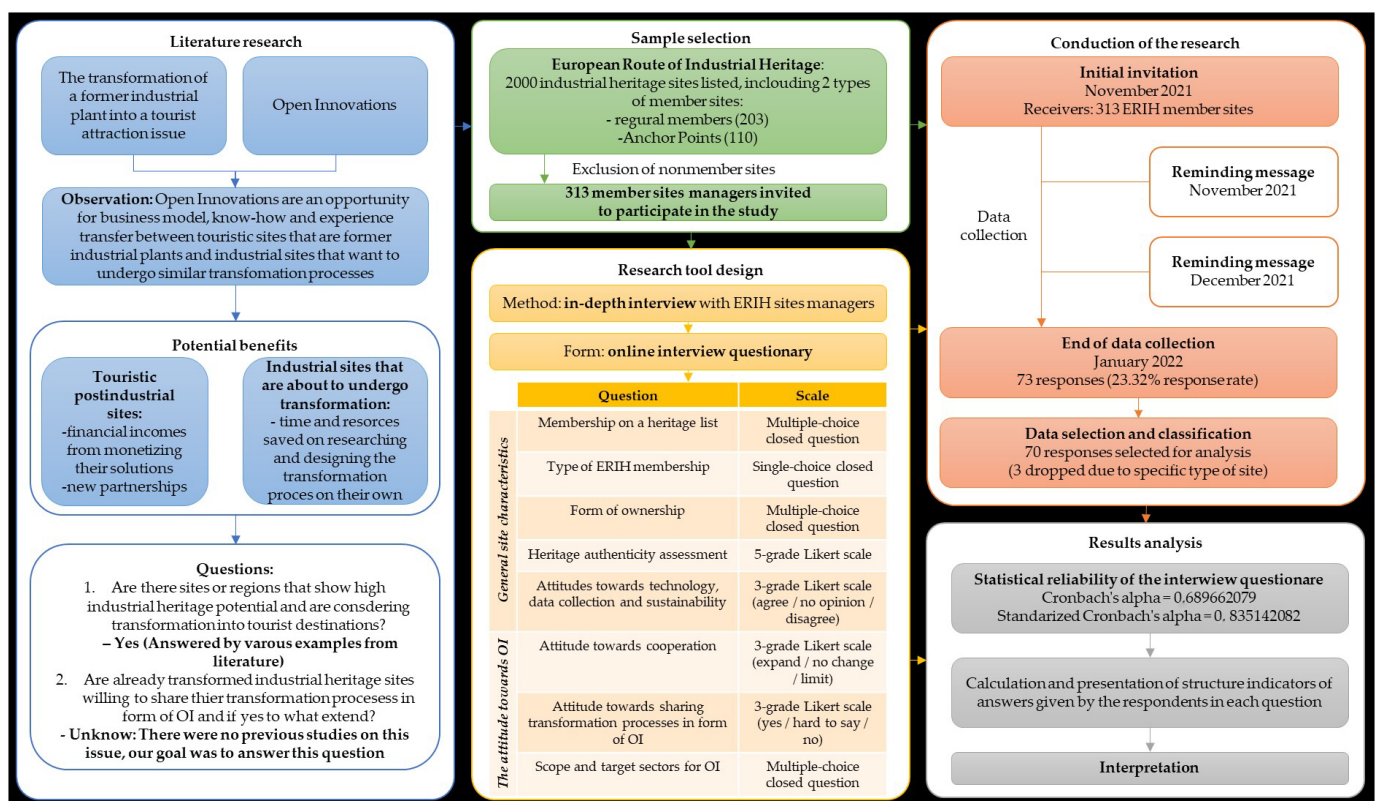 Literature research
The transformation of
a former industrial
plant into a tourist
attraction issue
Open Innovations
Observation: Open Innovations are an opportunity
for business model, know-how and experience
transfer between touristic sites that are former
industrial plants and industrial sites that want to
undergo similar transfomation processes
Potential benefits
Touristic
postindustrial
sites:
-financial incomes
from monetizing
their solutions
-new partnerships
Industrial sites that
are about to undergo
transformation:
- time and resorces
saved on researching
and designing the
transformation
proces on their own
Questions:
1. Are there sites or regions that show high
industrial heritage potential and are consdering
transformation into tourist destinations?
– Yes (Answered by varous examples from
literature)
2. Are already transformed industrial heritage sites
willing to share thier transformation procesess in
form of OI and if yes to what extend?
- Unknow: There were no previous studies on this
issue, our goal was to answer this question
Sample selection
European Route of Industrial Heritage:
2000 industrial heritage sites listed, incluiding 2 types
of member sites:
- regural members (203)
-Anchor Points (110)
Exclusion of nonmember sites
313 member sites managers invited
to participate in the study
Research tool design
Method: in-depth interview with ERIH sites managers
Form: online interview questionary
Question Scale
General site characteristics
Membership on a heritage list
Multiple-choice
closed question
Type of ERIH membership
Single-choice closed
question
Form of ownership
Multiple-choice
closed question
Heritage authenticity assessment
5-grade Likert scale
Attitudes towards technology,
data collection and sustainability
3-grade Likert scale
(agree / no opinion /
disagree)
The attitude towards OI
Attitude towards cooperation
3-grade Likert scale
(expand / no change
/ limit)
Attitude towards sharing
transformation processes in form
of OI
3-grade Likert scale
(yes / hard to say /
no)
Scope and target sectors for OI
Multiple-choice
closed question
Conduction of the research
Initial invitation
November 2021
Receivers: 313 ERIH member sites
Reminding message
November 2021
Data
collection
Reminding message
December 2021
End of data collection
January 2022
73 responses (23.32% response rate)
Data selection and classification
70 responses selected for analysis
(3 dropped due to specific type of site)
Results analysis
Statistical reliability of the interwiew questionare
Cronbach's alpha = 0,689662079
Standarized Cronbach's alpha = 0, 835142082
Calculation and presentation of structure indicators of
answers given by the respondents in each question
Interpretation